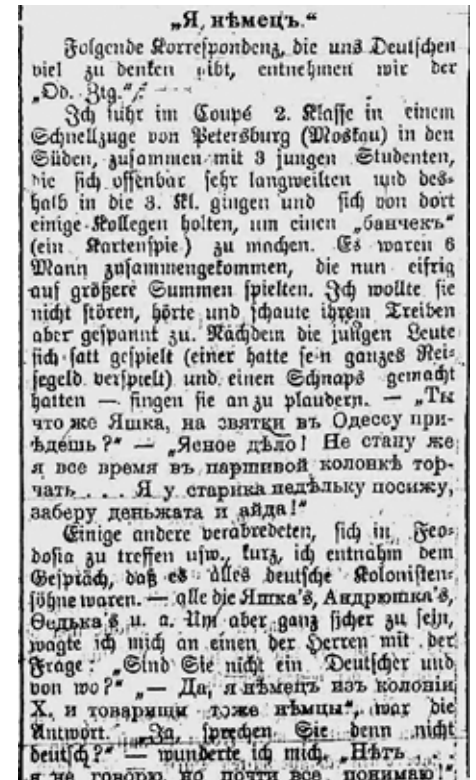 „Я, нѣмецъ.“
Folgende Korrespondenz, die uns Deutschen
viel zu denken gibt, entnehmen wir der
„Od. Ztg.“:
Ich fuhr im Coupé 2. Klasse in einem
Schnellzuge von Petersburg (Moskau) in den
Süden, zusammen mit 3 jungen Studenten,
die sich offenbar sehr langweilten und des-
halb in die 3. Kl. gingen und sich von dort
einige Kollegen holten, um einen „банчекъ“
(ein Kartenspiel) zu machen. Es waren 6
Mann zusammengekommen, die nun eifrig
auf größere Summen spielten. Ich wollte sie
nicht stören, hörte und schaute ihrem Treiben
aber gespannt zu. Nachdem die jungen Leute
sich satt gespielt (einer hatte sein ganzes Rei-
segeld verspielt) und einen Schnaps gemacht
hatten — fingen sie an zu plaudern. — „Ты
что же Яшка, на святки въ Одессу прі-
ѣдешь?“ — „Ясное дѣло! Не стану же
я все время въ паршивой колонкѣ тор-
чать... Я у старика недѣльку посижу,
заберу деньжата и айда!“
Einige andere verabredeten, sich in Feo-
dosia zu treffen usw., kurz, ich entnahm dem
Gespräch, daß es alles deutsche Kolonisten-
söhne waren. — alle die Яшка's, Андрюшка's,
Ѳедька's u. a. Um aber ganz sicher zu sein,
wagte ich mich an einen der Herren mit der
Frage: „Sind Sie nicht ein Deutscher und
von wo?“ „— Да, я нѣмецъ изъ колоніи
X. и товарищи тоже нѣмцы“, war die
Antwort. „Ja, sprechen Sie denn nicht
deutsch?“ — wunderte ich mich. „Нѣтъ...
я не говорю, но почти все понимаю!“